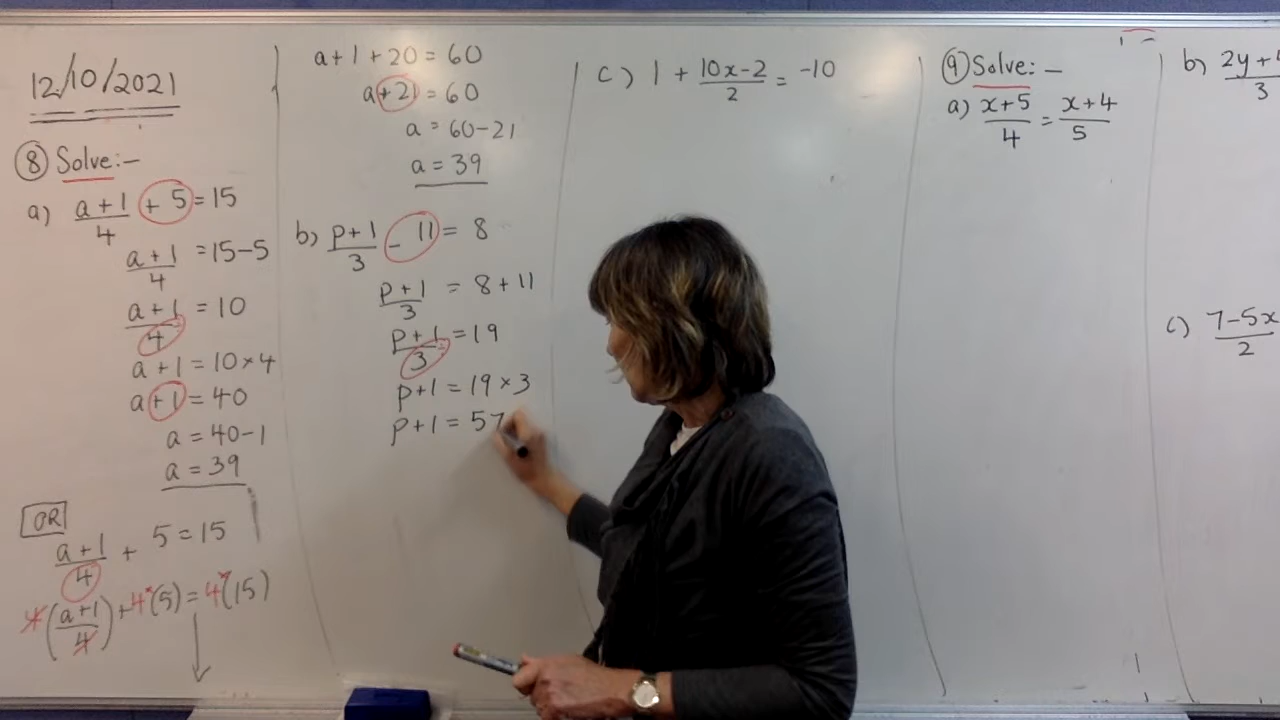 12/10/2021
⑧ Solve:-
a) (a+1)/4 + 5 = 15
(a+1)/4 = 15-5
(a+1)/4 = 10
a+1 = 10×4
a+1 = 40
a = 40-1
a = 39
OR
(a+1)/4 + 5 = 15
4((a+1)/4) + 4(5) = 4(15)
a+1+20 = 60
a+21 = 60
a = 60-21
a = 39
b) (p+1)/3 - 11 = 8
(p+1)/3 = 8+11
(p+1)/3 = 19
p+1 = 19×3
p+1 = 57
c) 1 + (10x-2)/2 = -10
⑨ Solve:-
a) (x+5)/4 = (x+4)/5
b) (2y+4)/3
c) (7-5x)/2